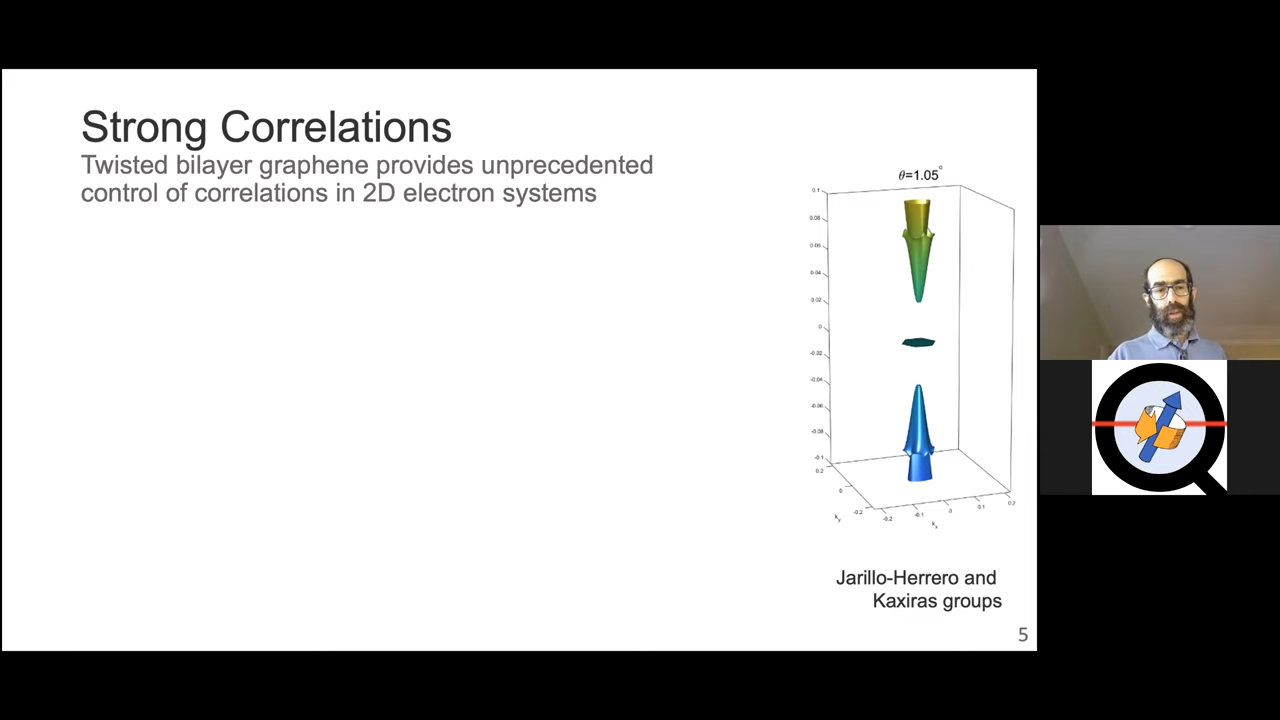 Strong Correlations
Twisted bilayer graphene provides unprecedented
control of correlations in 2D electron systems
θ=1.05°
0.1
0.08
0.06
0.04
0.02
0
-0.02
-0.04
-0.06
-0.08
-0.1
0.2
0
-0.2
k_y
-0.2
-0.1
0
0.1
0.2
k_x
Jarillo-Herrero and
Kaxiras groups
5